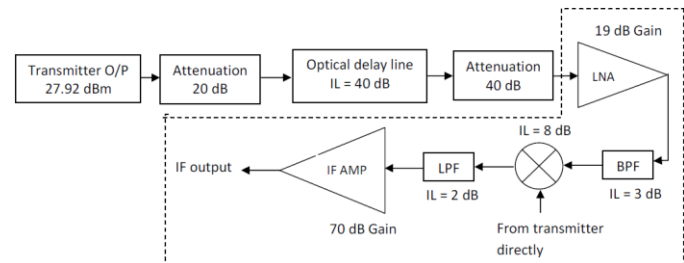 19 dB Gain
Transmitter O/P
27.92 dBm
Attenuation
20 dB
Optical delay line
IL = 40 dB
Attenuation
40 dB
LNA
IL = 8 dB
IF output
IF AMP
LPF
BPF
IL = 2 dB
IL = 3 dB
70 dB Gain
From transmitter
directly